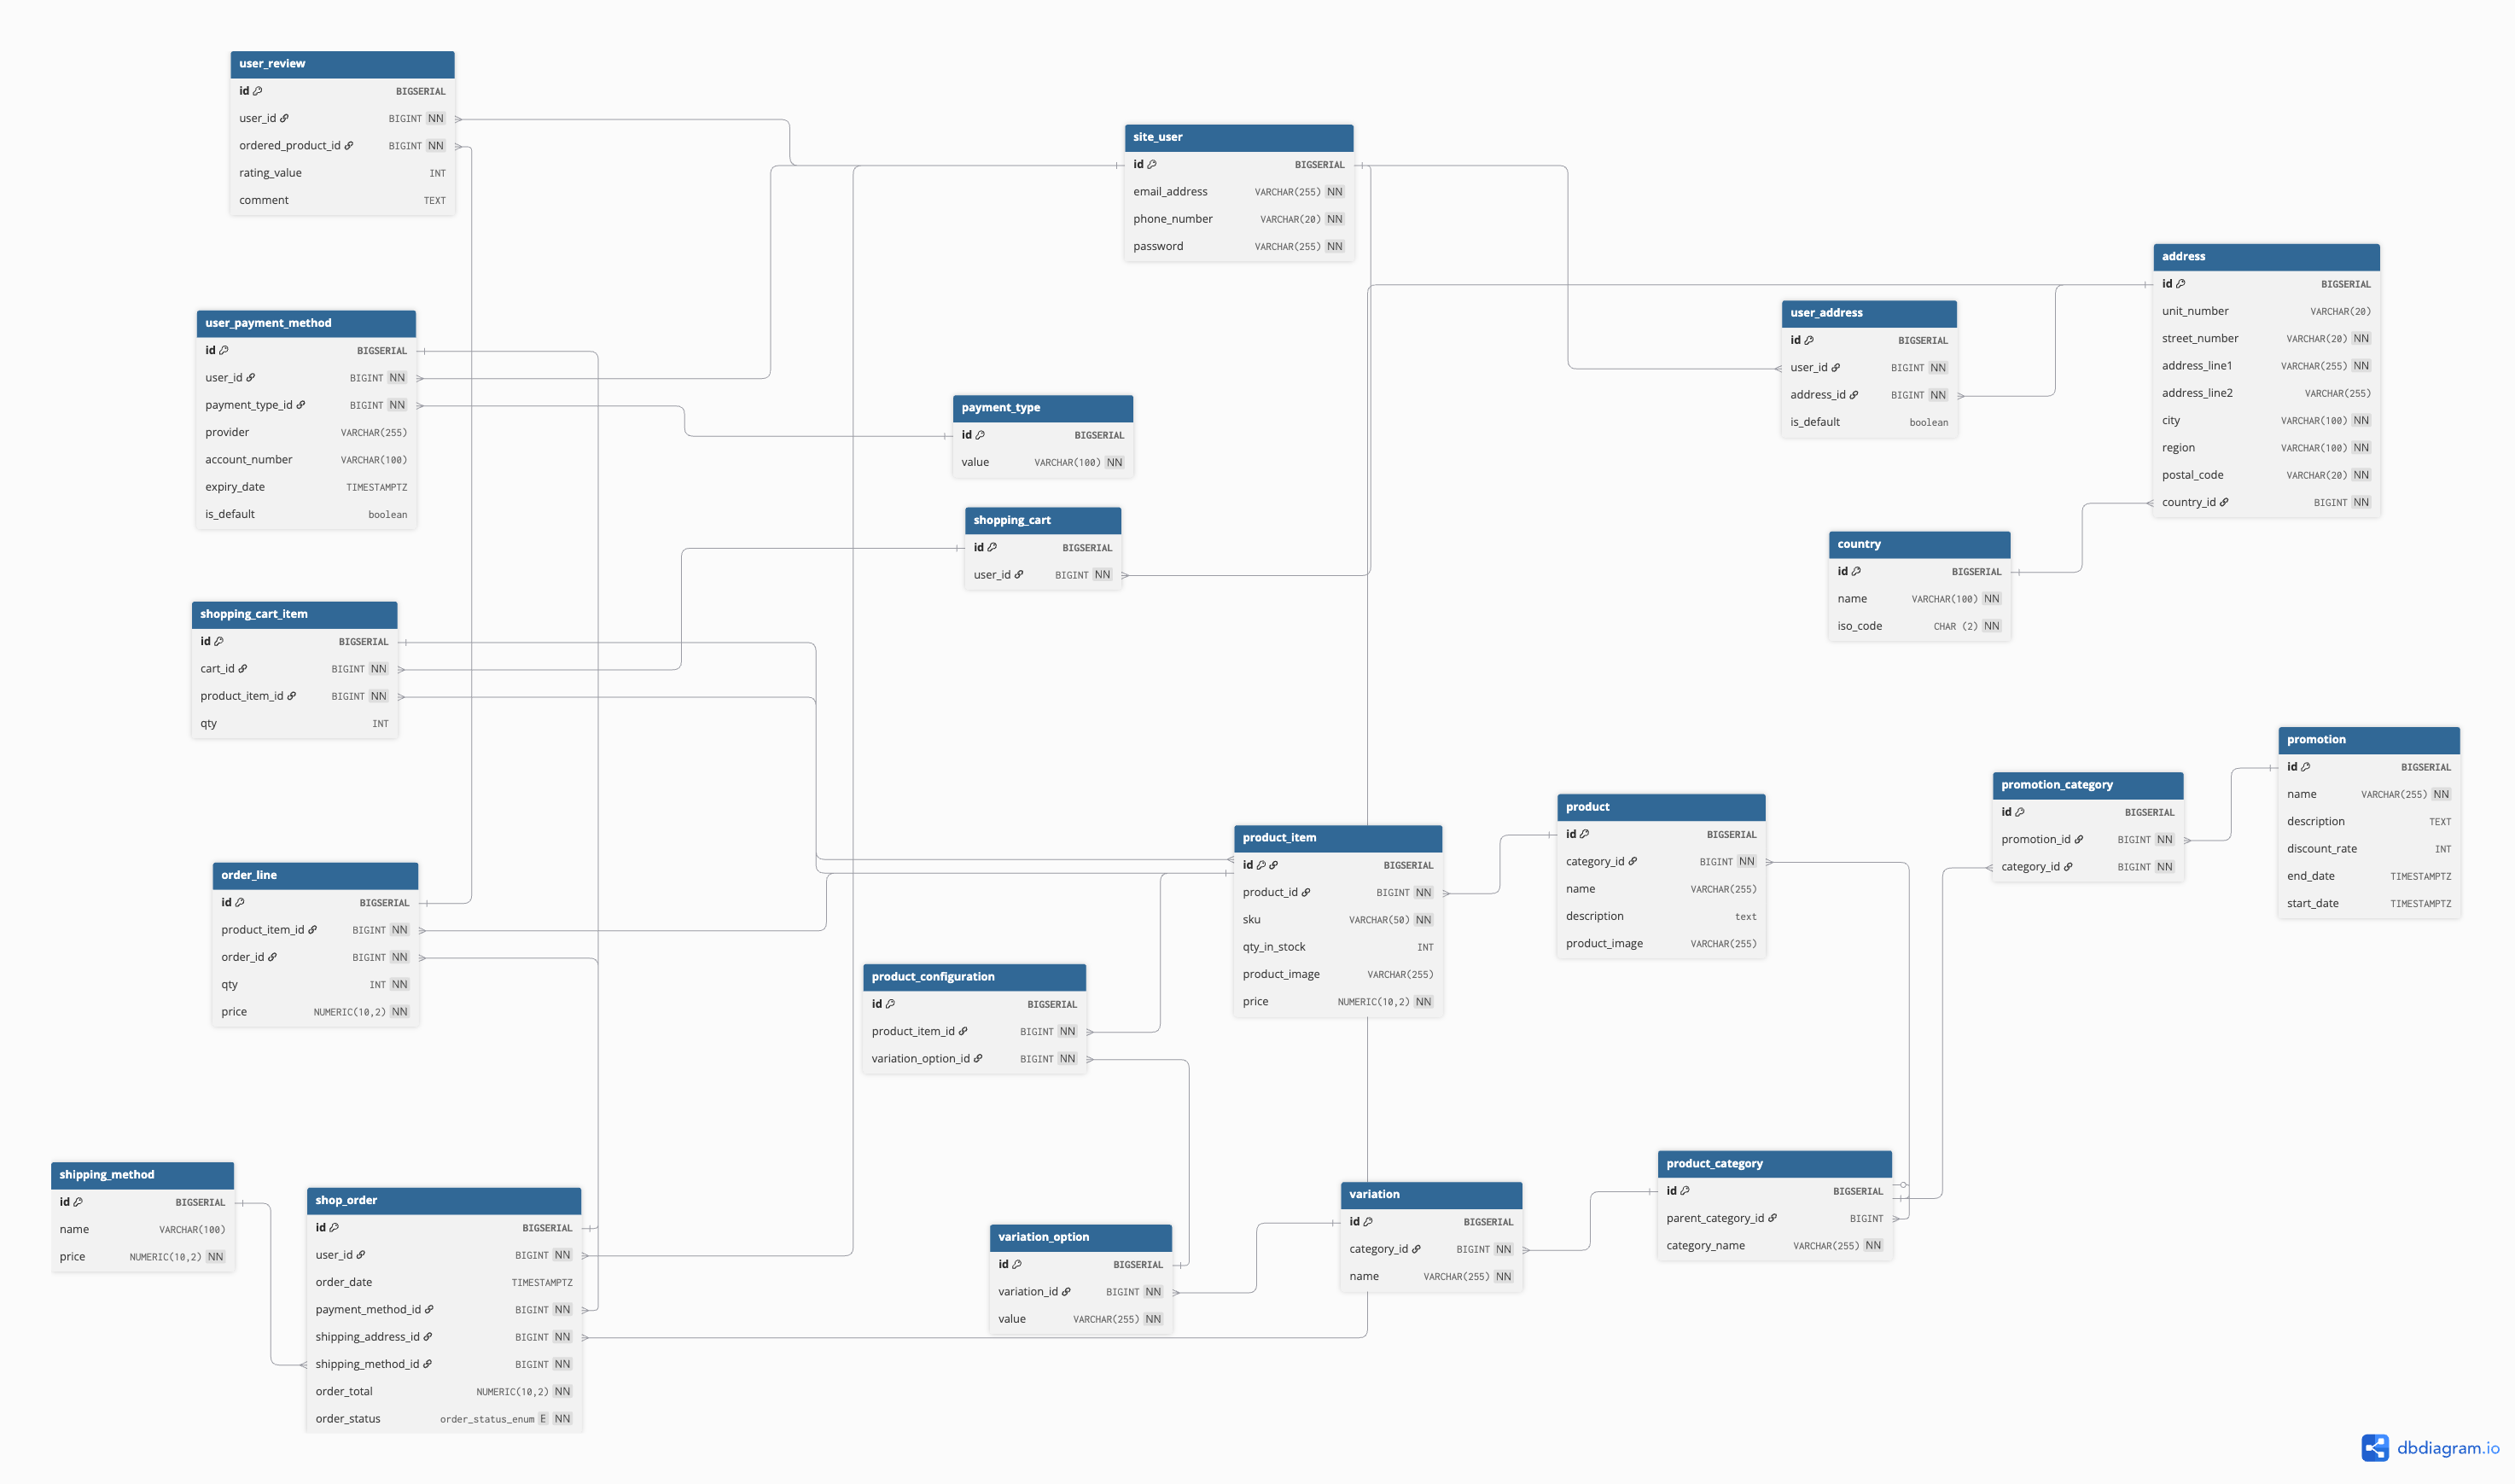 user_review
id BIGSERIAL
user_id BIGINT NN
ordered_product_id BIGINT NN
rating_value INT
comment TEXT
site_user
id BIGSERIAL
email_address VARCHAR(255) NN
phone_number VARCHAR(20) NN
password VARCHAR(255) NN
address
id BIGSERIAL
unit_number VARCHAR(20)
street_number VARCHAR(20) NN
address_line1 VARCHAR(255) NN
address_line2 VARCHAR(255)
city VARCHAR(100) NN
region VARCHAR(100) NN
postal_code VARCHAR(20) NN
country_id BIGINT NN
user_address
id BIGSERIAL
user_id BIGINT NN
address_id BIGINT NN
is_default boolean
user_payment_method
id BIGSERIAL
user_id BIGINT NN
payment_type_id BIGINT NN
provider VARCHAR(255)
account_number VARCHAR(100)
expiry_date TIMESTAMPTZ
is_default boolean
payment_type
id BIGSERIAL
value VARCHAR(100) NN
shopping_cart
id BIGSERIAL
user_id BIGINT NN
country
id BIGSERIAL
name VARCHAR(100) NN
iso_code CHAR (2) NN
shopping_cart_item
id BIGSERIAL
cart_id BIGINT NN
product_item_id BIGINT NN
qty INT
promotion
id BIGSERIAL
name VARCHAR(255) NN
description TEXT
discount_rate INT
end_date TIMESTAMPTZ
start_date TIMESTAMPTZ
promotion_category
id BIGSERIAL
promotion_id BIGINT NN
category_id BIGINT NN
product
id BIGSERIAL
category_id BIGINT NN
name VARCHAR(255)
description text
product_image VARCHAR(255)
product_item
id BIGSERIAL
product_id BIGINT NN
sku VARCHAR(50) NN
qty_in_stock INT
product_image VARCHAR(255)
price NUMERIC(10,2) NN
order_line
id BIGSERIAL
product_item_id BIGINT NN
order_id BIGINT NN
qty INT NN
price NUMERIC(10,2) NN
product_configuration
id BIGSERIAL
product_item_id BIGINT NN
variation_option_id BIGINT NN
product_category
id BIGSERIAL
parent_category_id BIGINT
category_name VARCHAR(255) NN
shipping_method
id BIGSERIAL
name VARCHAR(100)
price NUMERIC(10,2) NN
variation
id BIGSERIAL
category_id BIGINT NN
name VARCHAR(255) NN
shop_order
id BIGSERIAL
user_id BIGINT NN
order_date TIMESTAMPTZ
payment_method_id BIGINT NN
shipping_address_id BIGINT NN
shipping_method_id BIGINT NN
order_total NUMERIC(10,2) NN
order_status order_status_enum E NN
variation_option
id BIGSERIAL
variation_id BIGINT NN
value VARCHAR(255) NN
dbdiagram.io